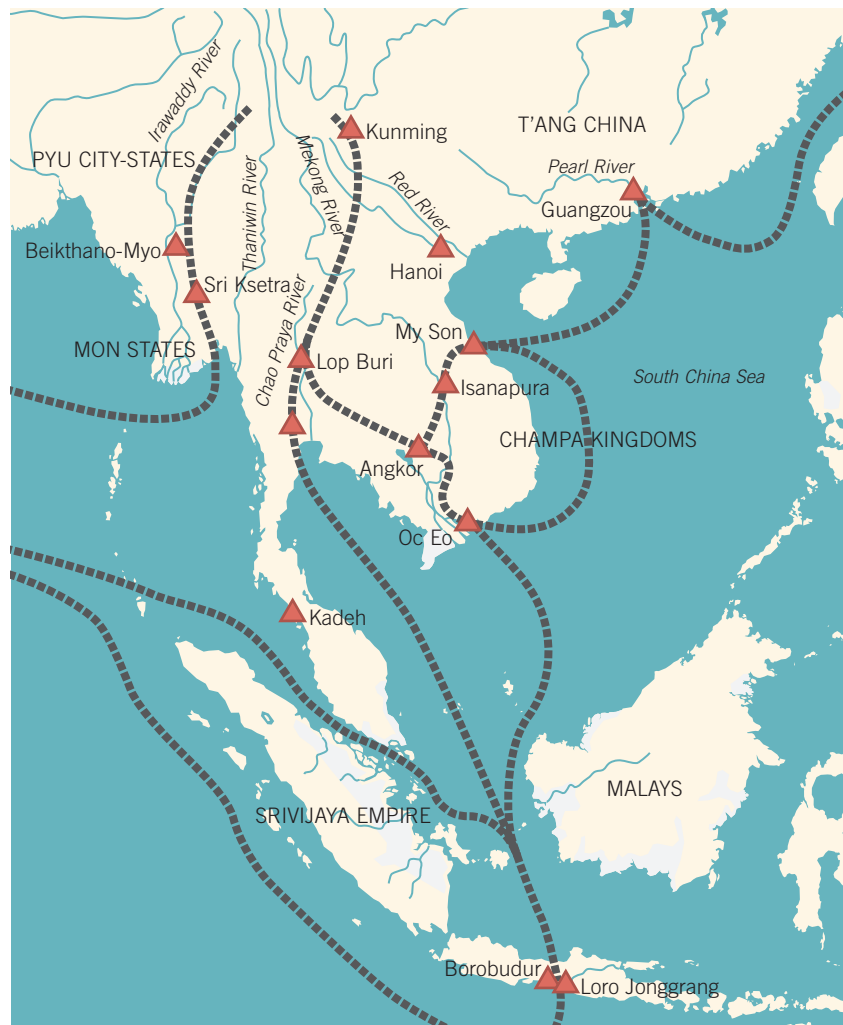 Irawaddy River
T'ANG CHINA
Kunming
PYU CITY-STATES
Mekong River
Pearl River
Red River
Guangzou
Thaniwin River
Beikthano-Myo
Hanoi
Sri Ksetra
Chao Praya River
My Son
MON STATES
Lop Buri
South China Sea
Isanapura
CHAMPA KINGDOMS
Angkor
Oc Eo
Kadeh
MALAYS
SRIVIJAYA EMPIRE
Borobudur
Loro Jonggrang